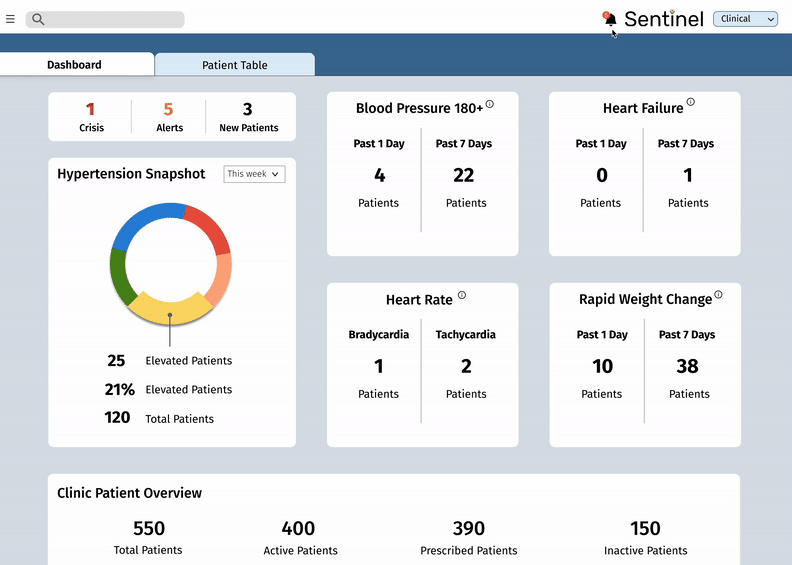 Sentinel
Clinical
Dashboard
Patient Table
1
Crisis
5
Alerts
3
New Patients
Hypertension Snapshot
This week
25 Elevated Patients
21% Elevated Patients
120 Total Patients
Blood Pressure 180+
Past 1 Day
4
Patients
Past 7 Days
22
Patients
Heart Failure
Past 1 Day
0
Patients
Past 7 Days
1
Patients
Heart Rate
Bradycardia
1
Patients
Tachycardia
2
Patients
Rapid Weight Change
Past 1 Day
10
Patients
Past 7 Days
38
Patients
Clinic Patient Overview
550
Total Patients
400
Active Patients
390
Prescribed Patients
150
Inactive Patients